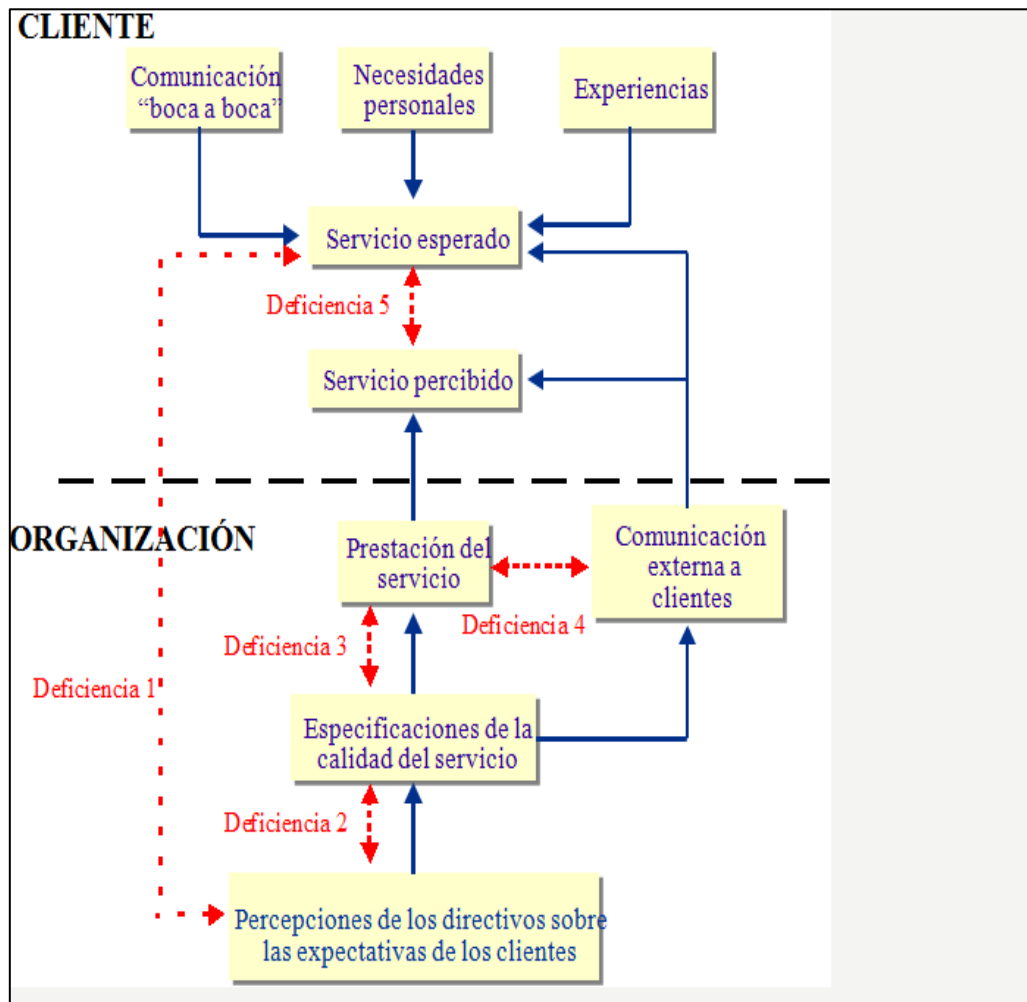 CLIENTE
Comunicación
“boca a boca”
Necesidades
personales
Experiencias
Servicio esperado
Deficiencia 5
Servicio percibido
ORGANIZACIÓN
Prestación del
servicio
Comunicación
externa a
clientes
Deficiencia 4
Deficiencia 3
Deficiencia 1
Especificaciones de la
calidad del servicio
Deficiencia 2
Percepciones de los directivos sobre
las expectativas de los clientes